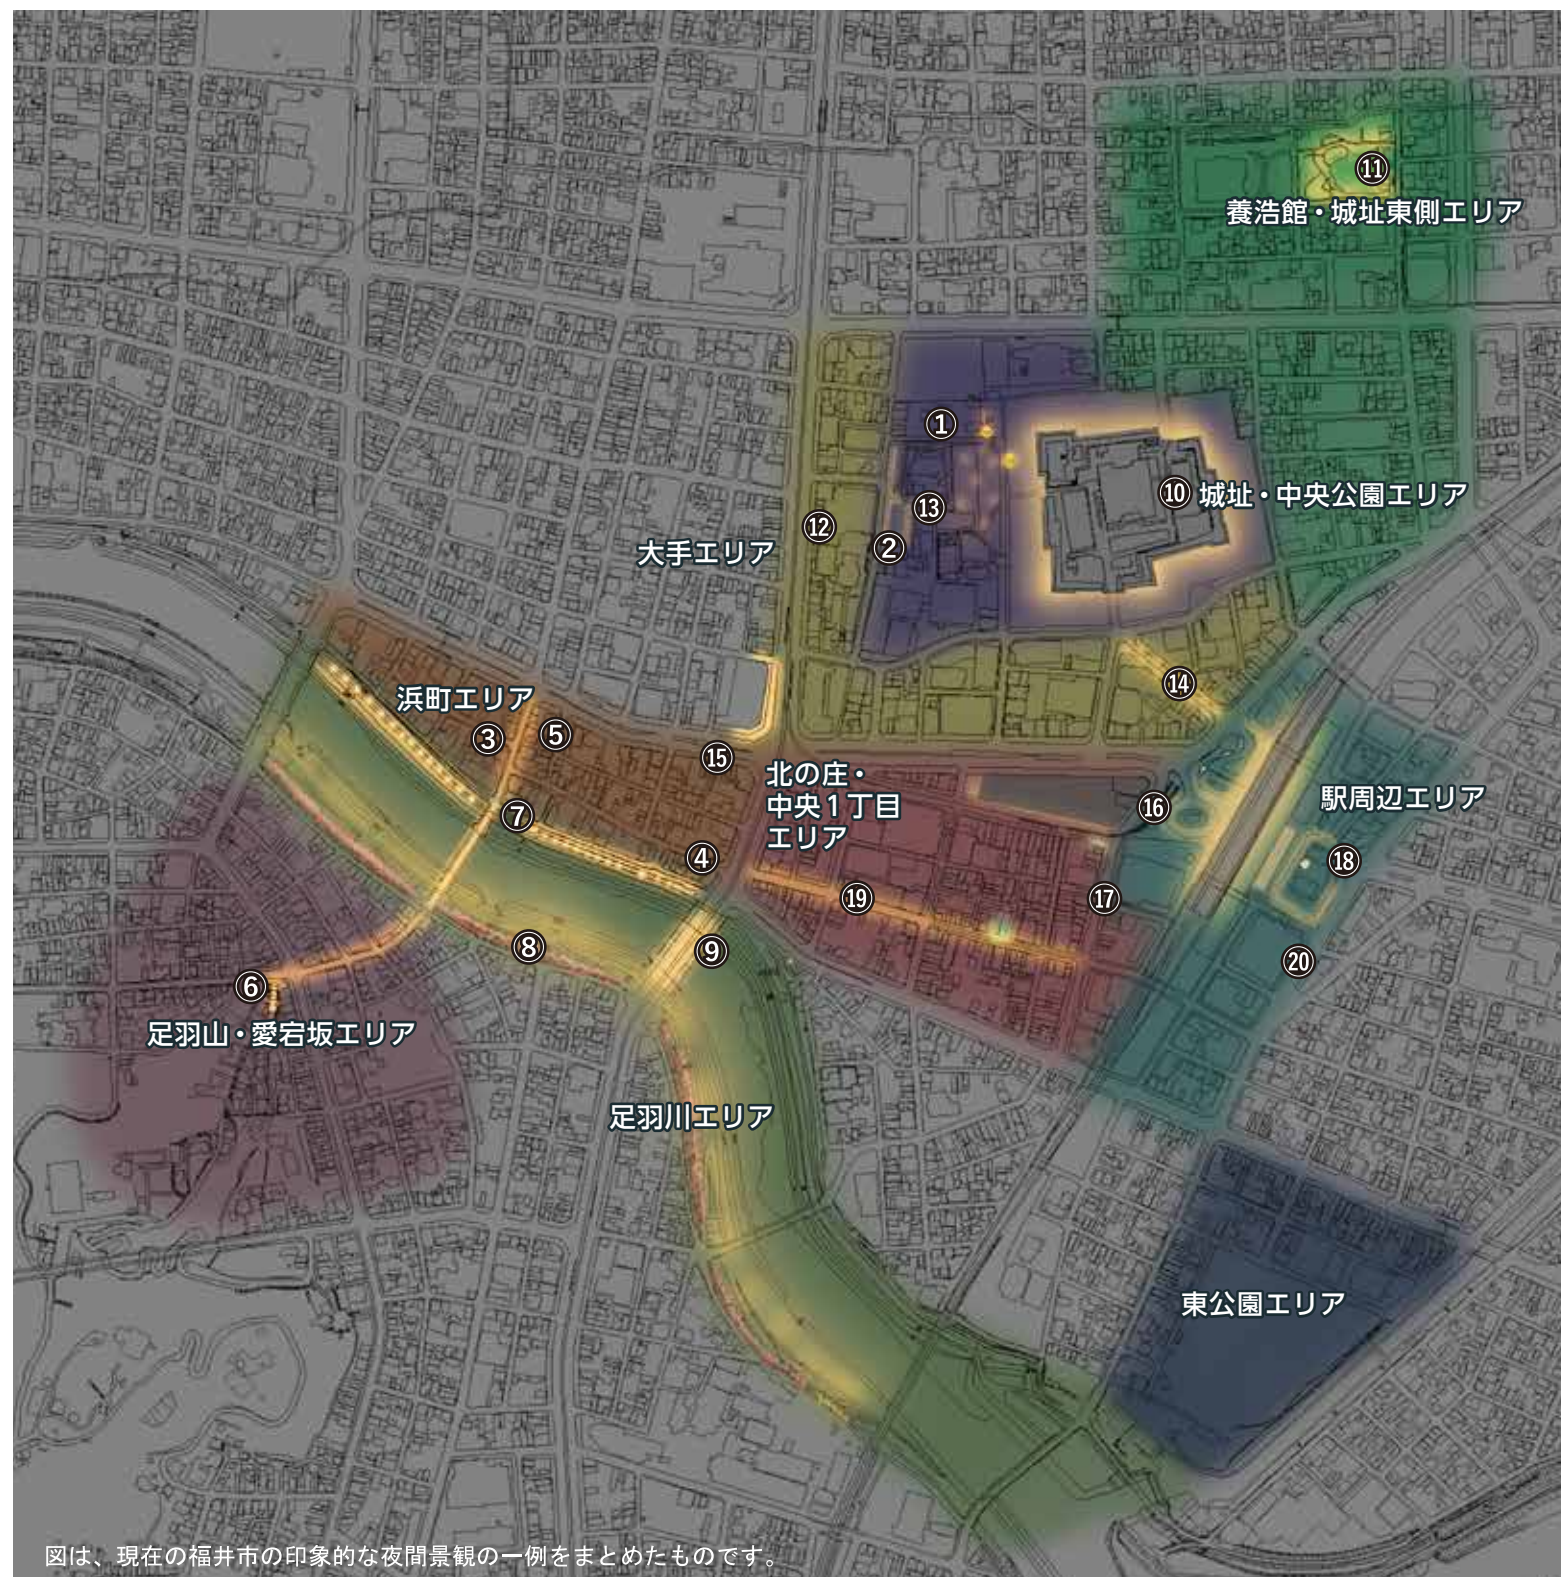 ⑪
養浩館・城址東側エリア
①
⑩
城址・中央公園エリア
⑬
⑫
②
大手エリア
⑭
浜町エリア
③
⑤
⑮
北の庄・
中央1丁目
エリア
⑯
駅周辺エリア
⑦
④
⑱
⑲
⑰
⑧
⑨
⑳
⑥
足羽山・愛宕坂エリア
足羽川エリア
東公園エリア
図は、現在の福井市の印象的な夜間景観の一例をまとめたものです。